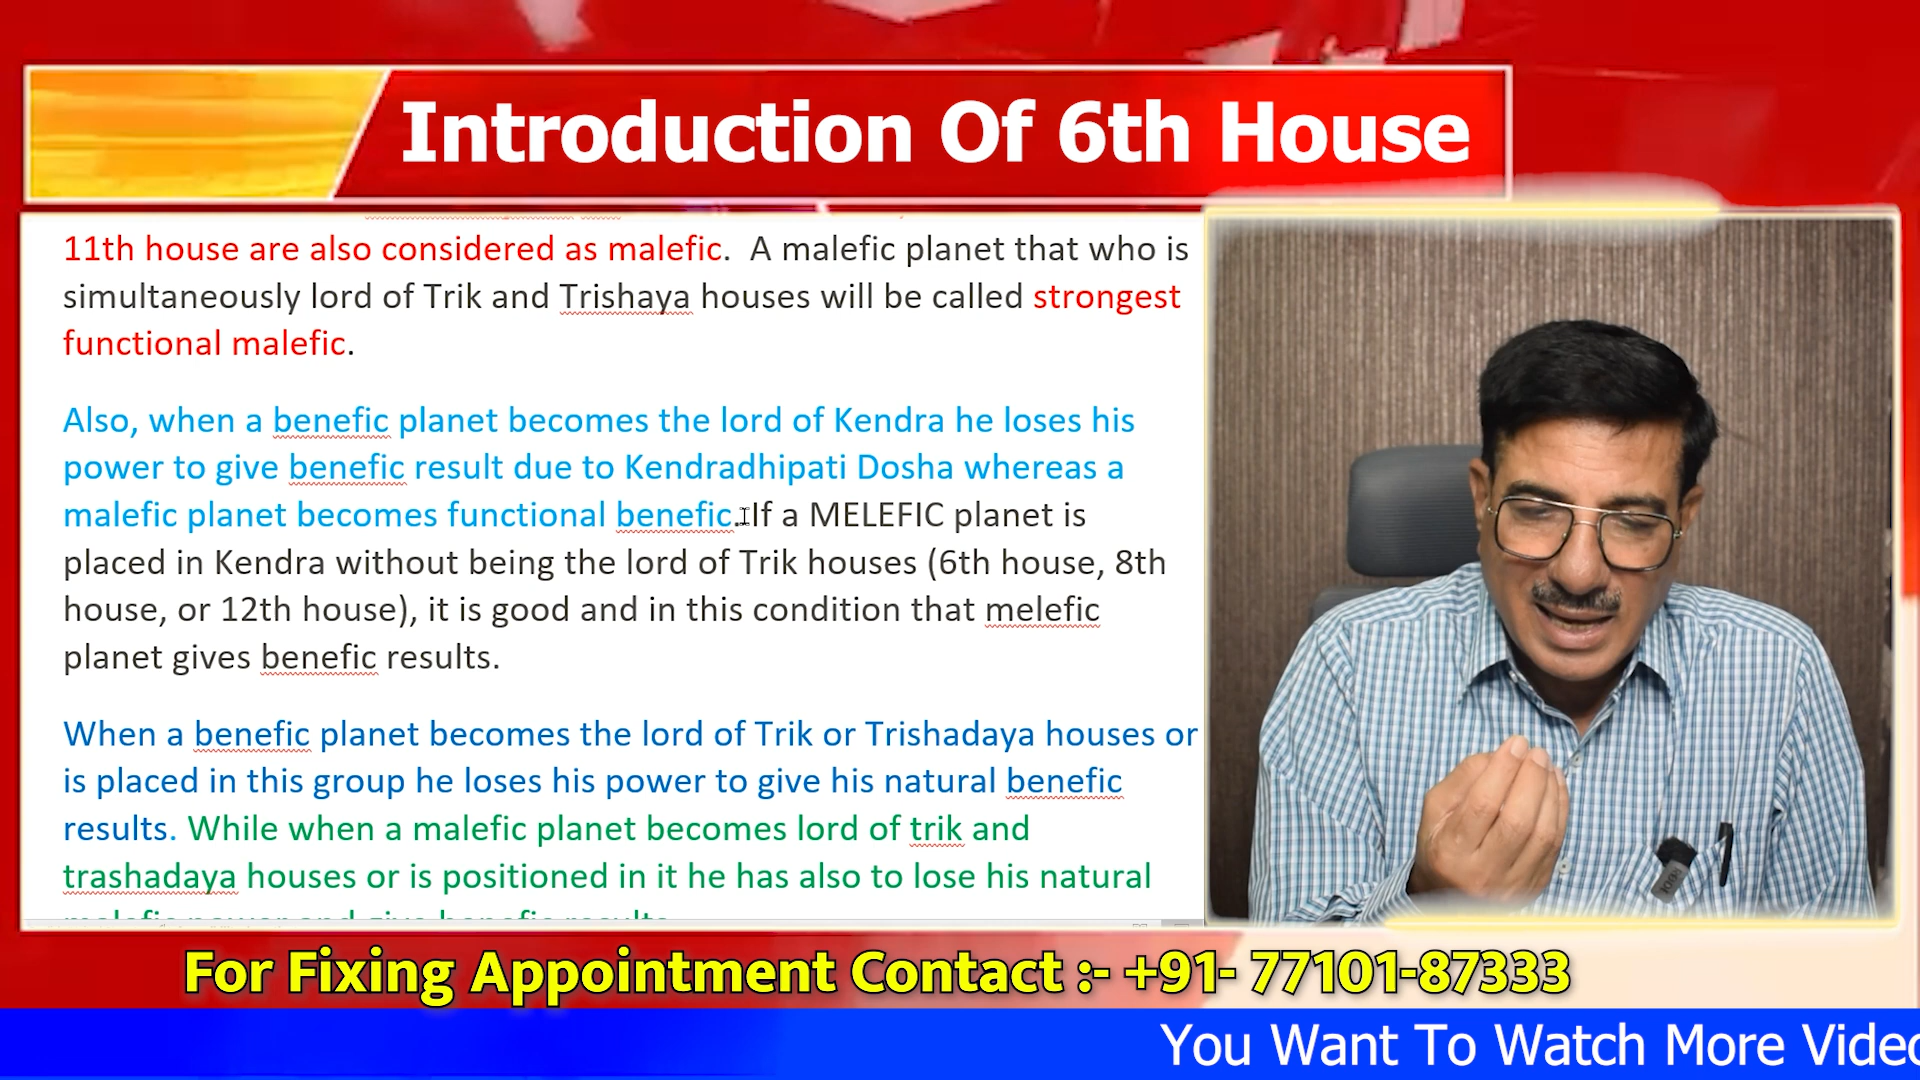 Introduction Of 6th House
11th house are also considered as malefic.  A malefic planet that who is
simultaneously lord of Trik and Trishaya houses will be called strongest
functional malefic.
Also, when a benefic planet becomes the lord of Kendra he loses his
power to give benefic result due to Kendradhipati Dosha whereas a
malefic planet becomes functional benefic. If a MELEFIC planet is
placed in Kendra without being the lord of Trik houses (6th house, 8th
house, or 12th house), it is good and in this condition that melefic
planet gives benefic results.
When a benefic planet becomes the lord of Trik or Trishadaya houses or
is placed in this group he loses his power to give his natural benefic
results. While when a malefic planet becomes lord of trik and
trashadaya houses or is positioned in it he has also to lose his natural
malefic power and give benefic results
For Fixing Appointment Contact :- +91- 77101-87333
You Want To Watch More Video